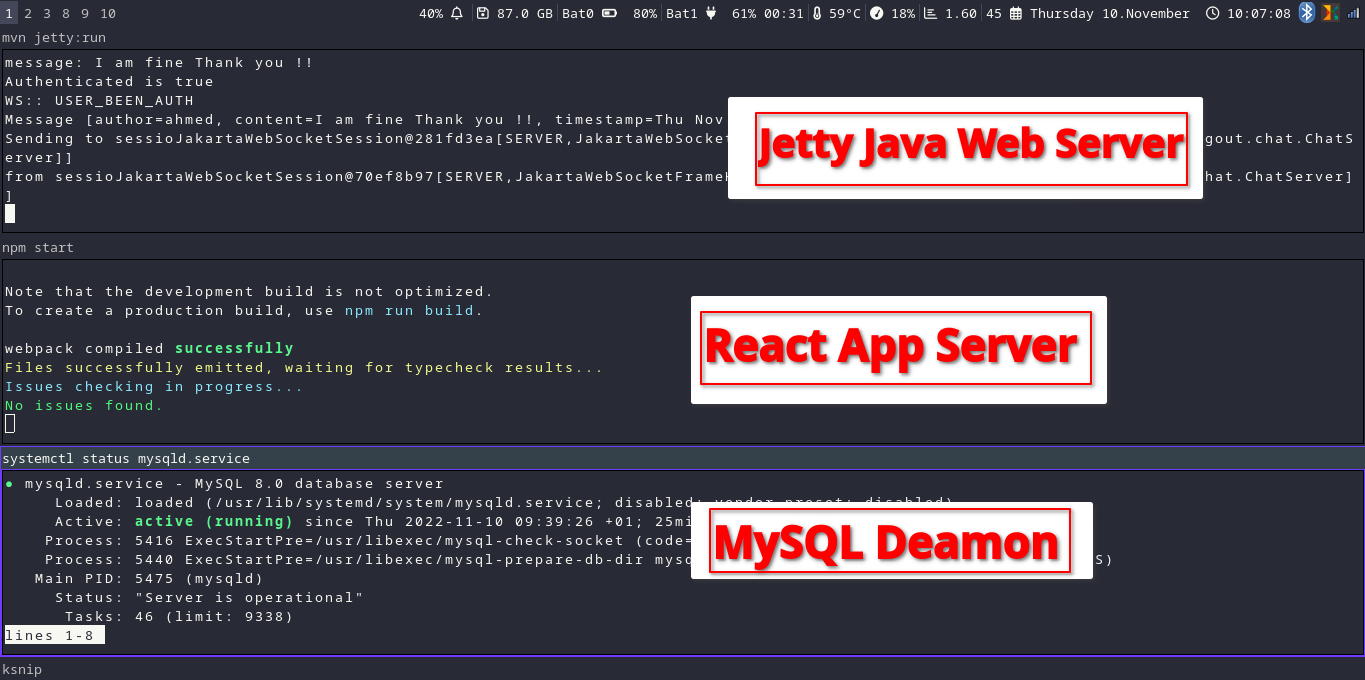 1 2 3 8 9 10 40% 87.0 GB Bat0 80% Bat1 61% 00:31 59°C 18% 1.60 45 Thursday 10.November 10:07:08
mvn jetty:run
message: I am fine Thank you !!
Authenticated is true
WS:: USER_BEEN_AUTH
Message [author=ahmed, content=I am fine Thank you !!, timestamp=Thu Nov
Sending to sessioJakartaWebSocketSession@281fd3ea[SERVER,JakartaWebSocket gout.chat.ChatS
erver]]
from sessioJakartaWebSocketSession@70ef8b97[SERVER,JakartaWebSocketFrame hat.ChatServer]
]
Jetty Java Web Server
npm start
Note that the development build is not optimized.
To create a production build, use npm run build.
webpack compiled successfully
Files successfully emitted, waiting for typecheck results...
Issues checking in progress...
No issues found.
React App Server
systemctl status mysqld.service
● mysqld.service - MySQL 8.0 database server
Loaded: loaded (/usr/lib/systemd/system/mysqld.service; disabled; vendor preset: disabled)
Active: active (running) since Thu 2022-11-10 09:39:26 +01; 25mi
Process: 5416 ExecStartPre=/usr/libexec/mysql-check-socket (code=
Process: 5440 ExecStartPre=/usr/libexec/mysql-prepare-db-dir mysq S)
Main PID: 5475 (mysqld)
Status: "Server is operational"
Tasks: 46 (limit: 9338)
lines 1-8
MySQL Deamon
ksnip